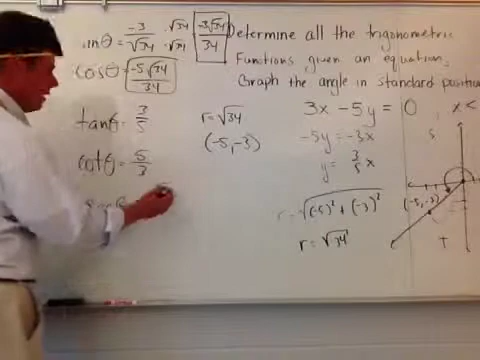 inθ = -3/√34 · √34/√34 -3√34/34
cosθ = -5√34/34
tanθ = 3/5
cotθ = 5/3
r = √34
(-5,-3)
Determine all the trigonometric
Functions given an equation.
Graph the angle in standard position
3x - 5y = 0, x <
-5y = -3x
y = 3/5 x
r = √(-5)² + (-3)²
r = √34
S
(-5,-3)
T